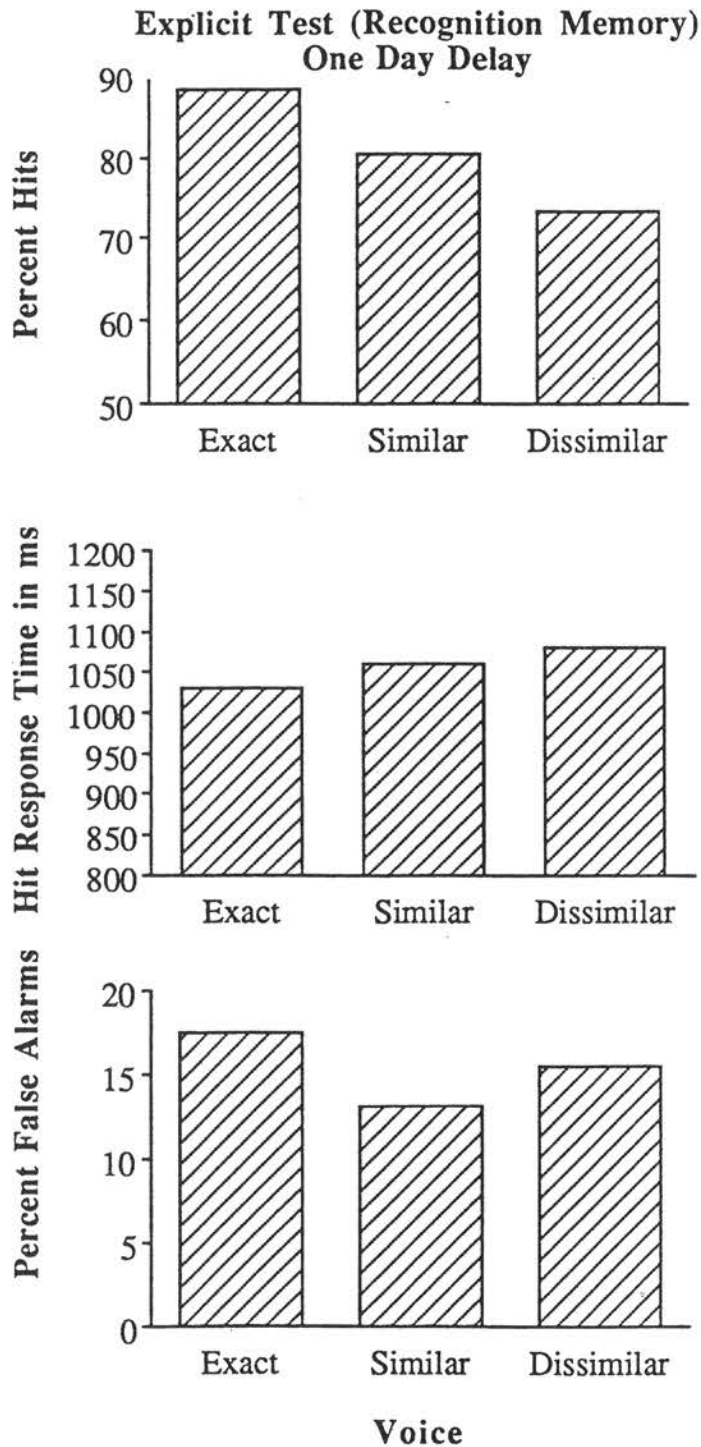 Explicit Test (Recognition Memory)
One Day Delay
Percent Hits
90
80
70
60
50
Exact Similar Dissimilar
Hit Response Time in ms
1200
1150
1100
1050
1000
950
900
850
800
Exact Similar Dissimilar
Percent False Alarms
20
15
10
5
0
Exact Similar Dissimilar
Voice